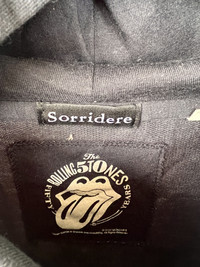 Sorridere
The
ROLLING STONES
FIFTY
YEARS